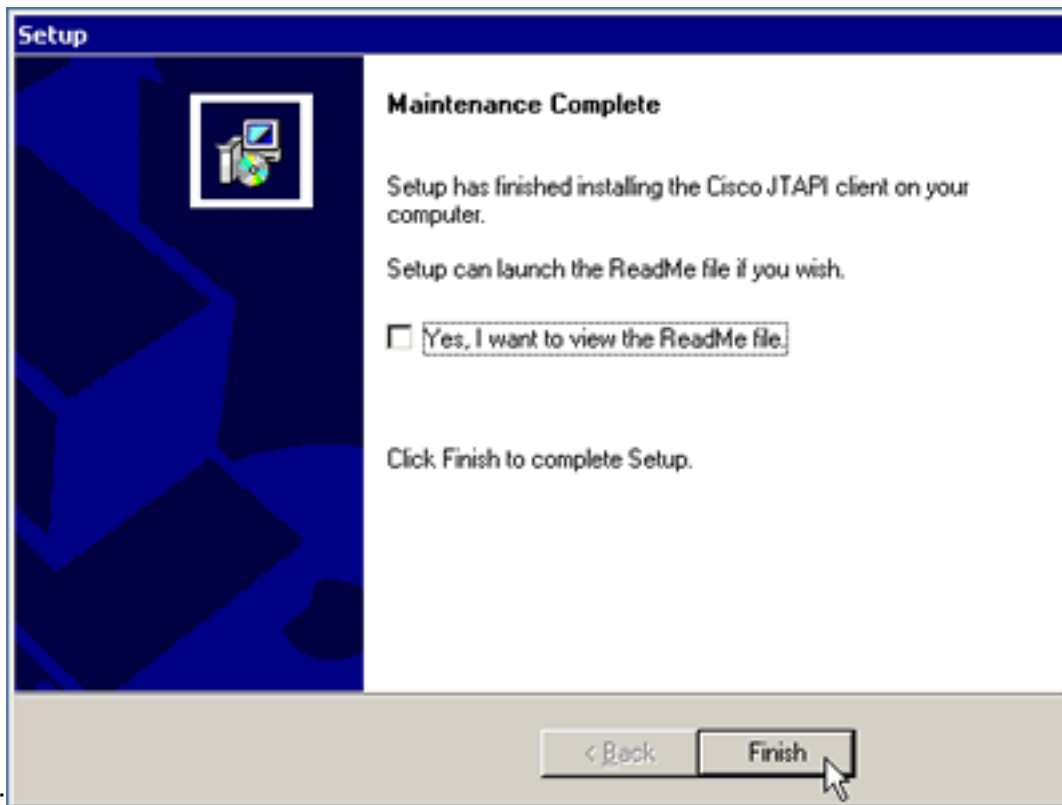 Setup
Maintenance Complete
Setup has finished installing the Cisco JTAPI client on your
computer.
Setup can launch the ReadMe file if you wish.
Yes, I want to view the ReadMe file.
Click Finish to complete Setup.
< Back
Finish
.